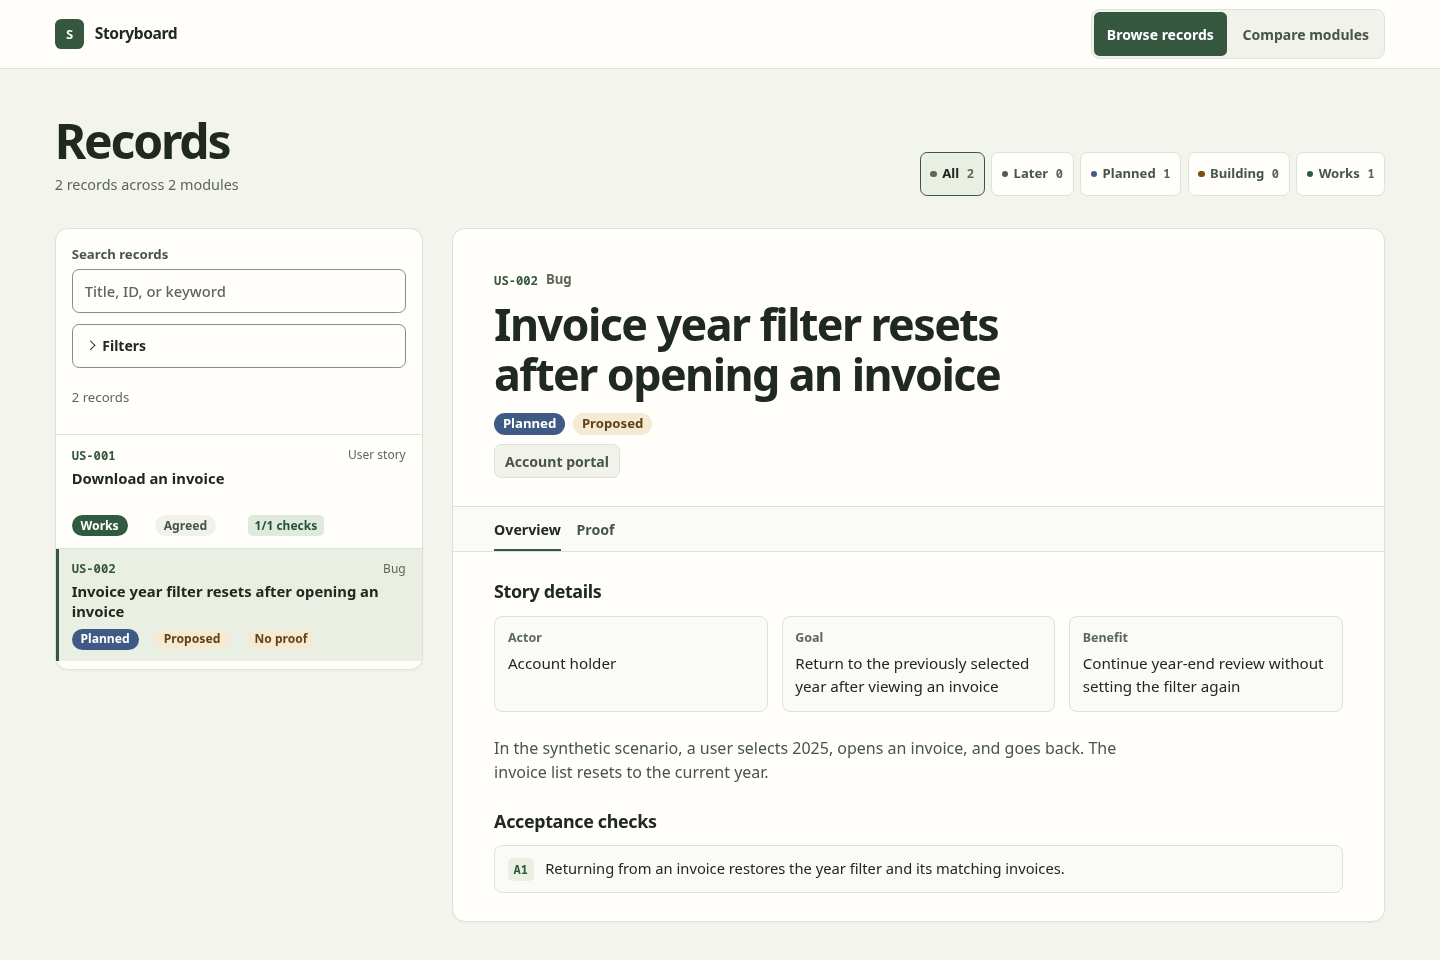 S Storyboard
Browse records Compare modules
Records
2 records across 2 modules
All 2 Later 0 Planned 1 Building 0 Works 1
Search records
Title, ID, or keyword
Filters
2 records
US-001 User story
Download an invoice
Works Agreed 1/1 checks
US-002 Bug
Invoice year filter resets after opening an
invoice
Planned Proposed No proof
US-002 Bug
Invoice year filter resets
after opening an invoice
Planned Proposed
Account portal
Overview Proof
Story details
Actor
Account holder
Goal
Return to the previously selected
year after viewing an invoice
Benefit
Continue year-end review without
setting the filter again
In the synthetic scenario, a user selects 2025, opens an invoice, and goes back. The
invoice list resets to the current year.
Acceptance checks
A1 Returning from an invoice restores the year filter and its matching invoices.